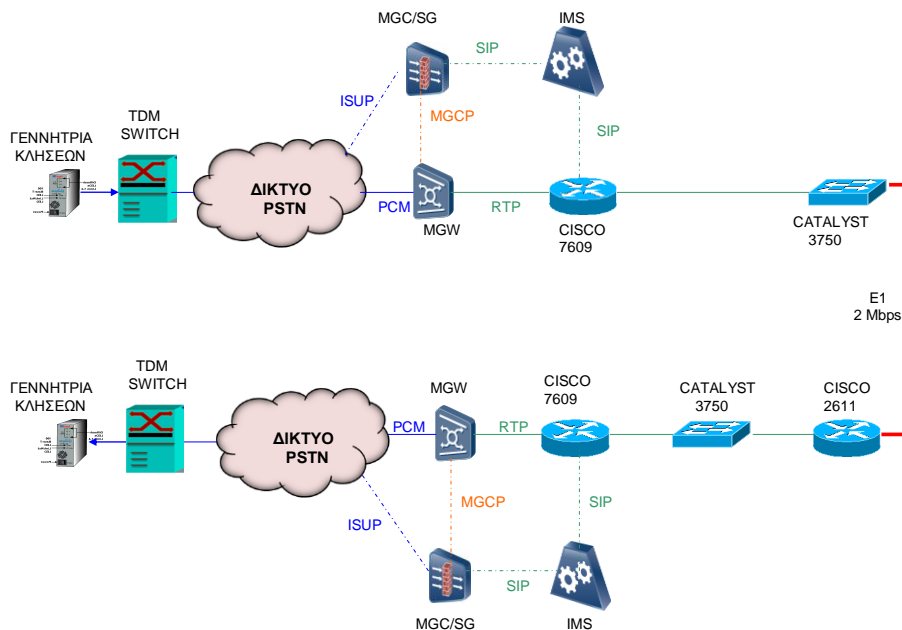 MGC/SG
IMS
SIP
ISUP
MGCP
SIP
TDM
SWITCH
ΓΕΝΝΗΤΡΙΑ
ΚΛΗΣΕΩΝ
ΔΙΚΤΥΟ
PSTN
PCM
MGW
RTP
CISCO
7609
CATALYST
3750
E1
2 Mbps
TDM
SWITCH
ΓΕΝΝΗΤΡΙΑ
ΚΛΗΣΕΩΝ
ΔΙΚΤΥΟ
PSTN
PCM
MGW
RTP
CISCO
7609
CATALYST
3750
CISCO
2611
ISUP
MGCP
SIP
SIP
MGC/SG
IMS